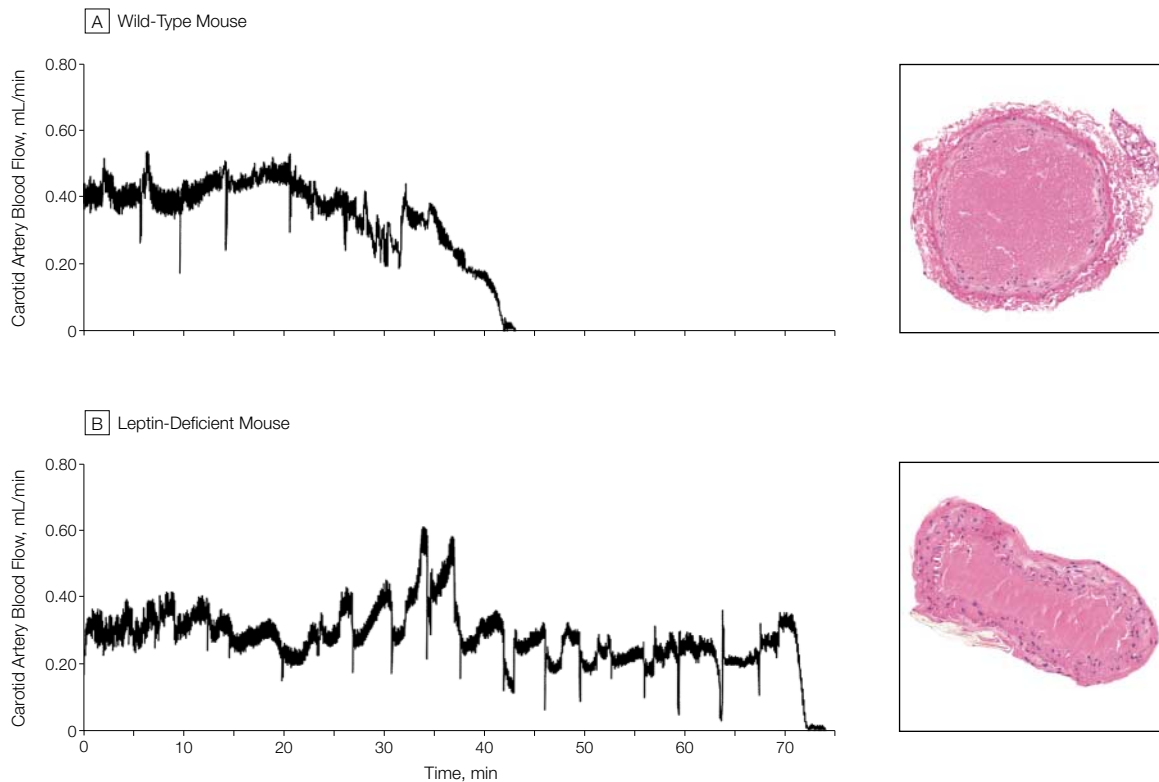 A Wild-Type Mouse
Carotid Artery Blood Flow, mL/min
0.80
0.60
0.40
0.20
0
B Leptin-Deficient Mouse
Carotid Artery Blood Flow, mL/min
0.80
0.60
0.40
0.20
0
0 10 20 30 40 50 60 70
Time, min